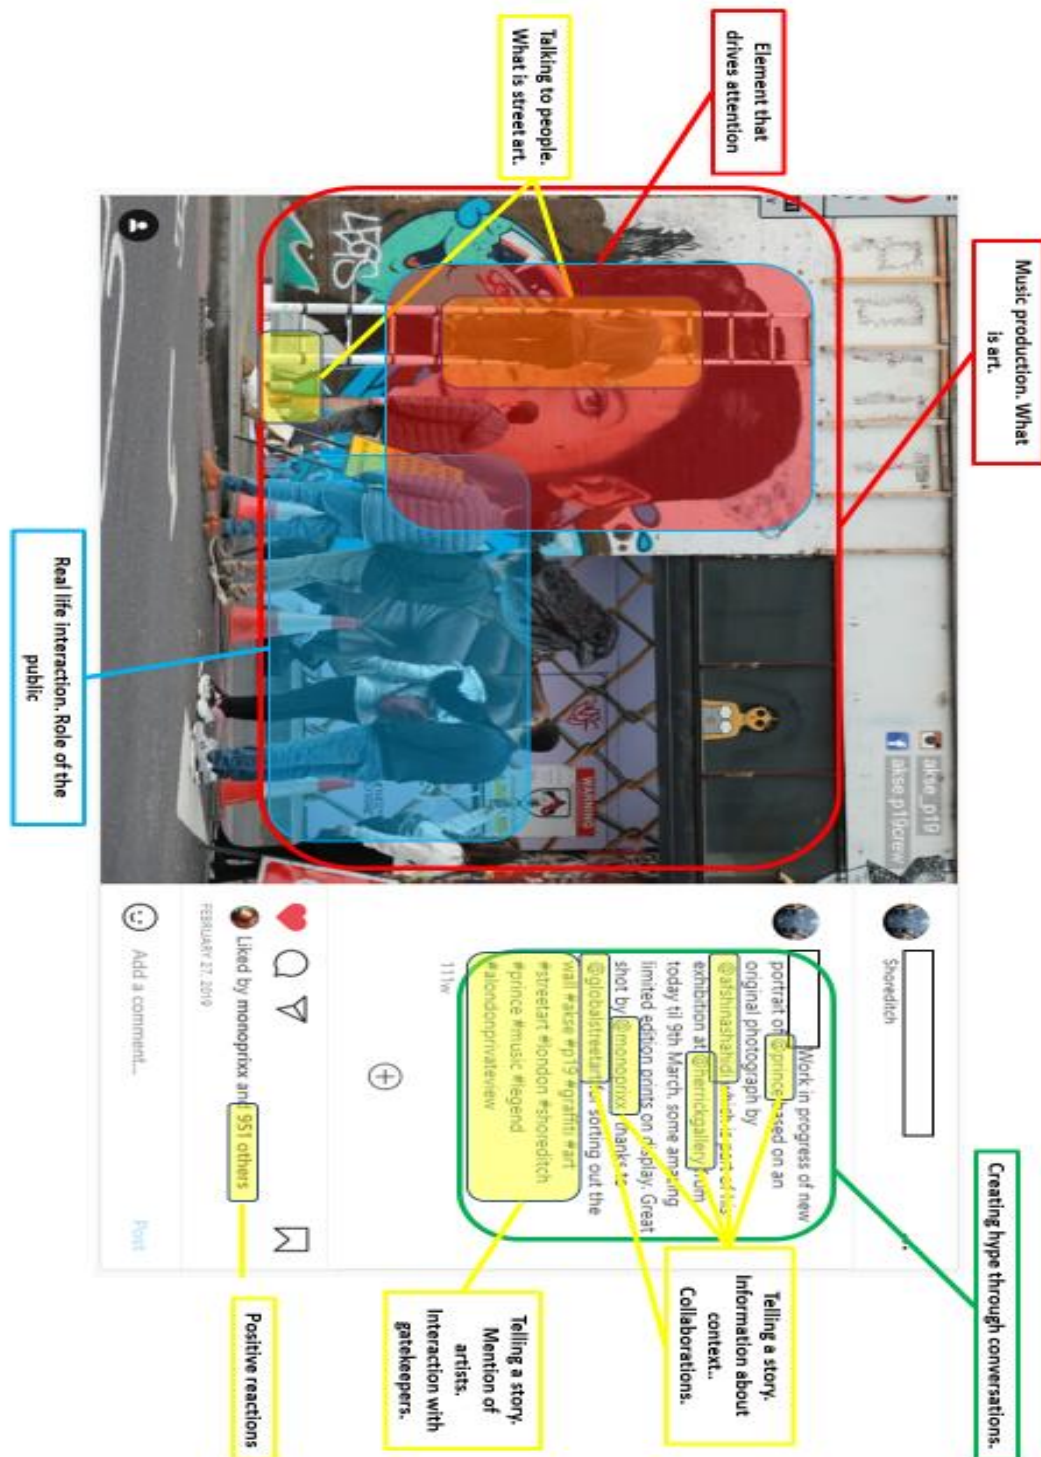 Music production. What
is art.
Element that
drives attention
Talking to people.
What is street art.
Real life interaction. Role of the
public
akse_p19
akse.p19crew
WARNING
Shoreditch
Work in progress of new
portrait of @prince based on an
original photograph by
@afshinashahidi which is part of his
exhibition at @herrickgallery from
today til 9th March, some amazing
limited edition prints on display. Great
shot by @monoprixx, thanks to
@globalstreetart for sorting out the
wall #akse #p19 #graffiti #art
#streetart #london #shoreditch
#prince #music #legend
#alondonprivateview
111w
Liked by monoprixx and 951 others
FEBRUARY 27, 2019
Add a comment...
Post
Creating hype through conversations.
Telling a story.
Information about
context..
Collaborations.
Telling a story.
Mention of
artists.
Interaction with
gatekeepers.
Positive reactions